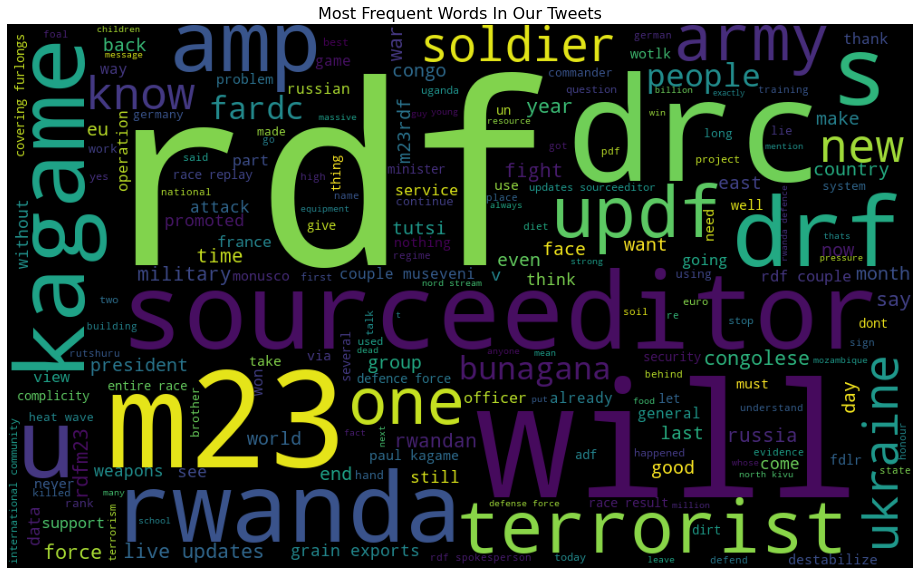 Most Frequent Words In Our Tweets
covering furlongs
foal
children
message
amp
best
game
war
soldier
army
wotlk
german
thank
way
back
problem
congo
commander
people
question
billion
training
exactly
s
kagame
know
germany
russian
fardc
uganda
guy
young
year
win
make
eu
work
operation
made
massive
go
m23rdf
un
resource
got
pdf
long
mention
lie
new
rdf
drc
yes
said
part
minister
fight
project
country
race replay
thing
high
national
name
service
use
updates sourceeditor
east
system
without
attack
equipment
continue
place
always
updf
need
well
rwanda defence
thats
drf
promoted
give
tutsi
diet
face
want
now
pressure
time
france
nothing
regime
even
going
military
monusco
first
couple museveni
nord stream
v
think
strong
using
rdf couple
month
two
building
sourceeditor
euro
soil
re
stop
say
dont
sign
rutshuru
president
via
several
used
dead
talk
t
group
bunagana
anyone
mean
behind
security
congolese
mozambique
view
complicity
entire race
take
won
defence force
officer
put
already
food
let
must
day
ukraine
heat wave
m23
brother
one
will
general
understand
honour
u
rdfm23
world
paul kagame
fact
next
rwandan
adf
happened
last
russia
whose
evidence
international community
weapons
see
end
hand
still
good
north kivu
come
fdlr
state
never
killed
many
rank
rwanda
defense force
million
race result
dirt
data
support
terrorism
school
terrorist
force
live updates
grain exports
rdf spokesperson
today
leave
defend
destabilize